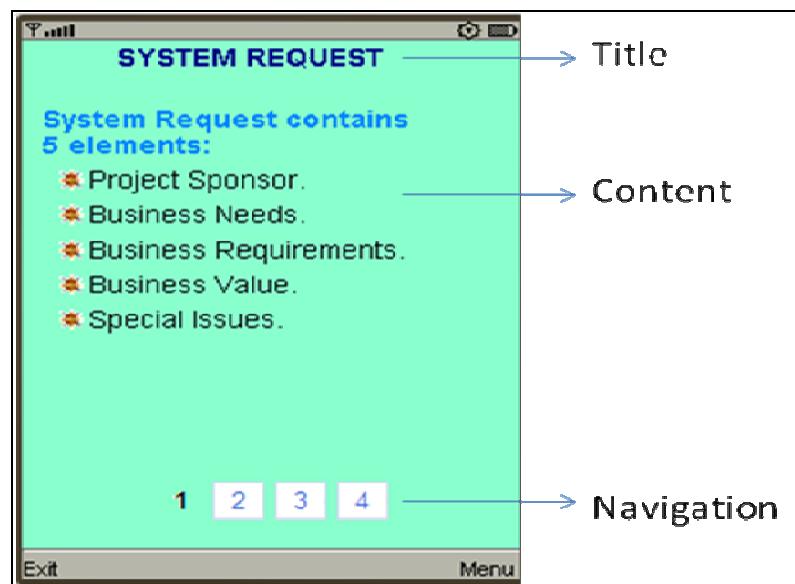 SYSTEM REQUEST
Title
System Request contains
5 elements:
Project Sponsor.
Content
Business Needs.
Business Requirements.
Business Value.
Special Issues.
1 2 3 4
Navigation
Exit Menu